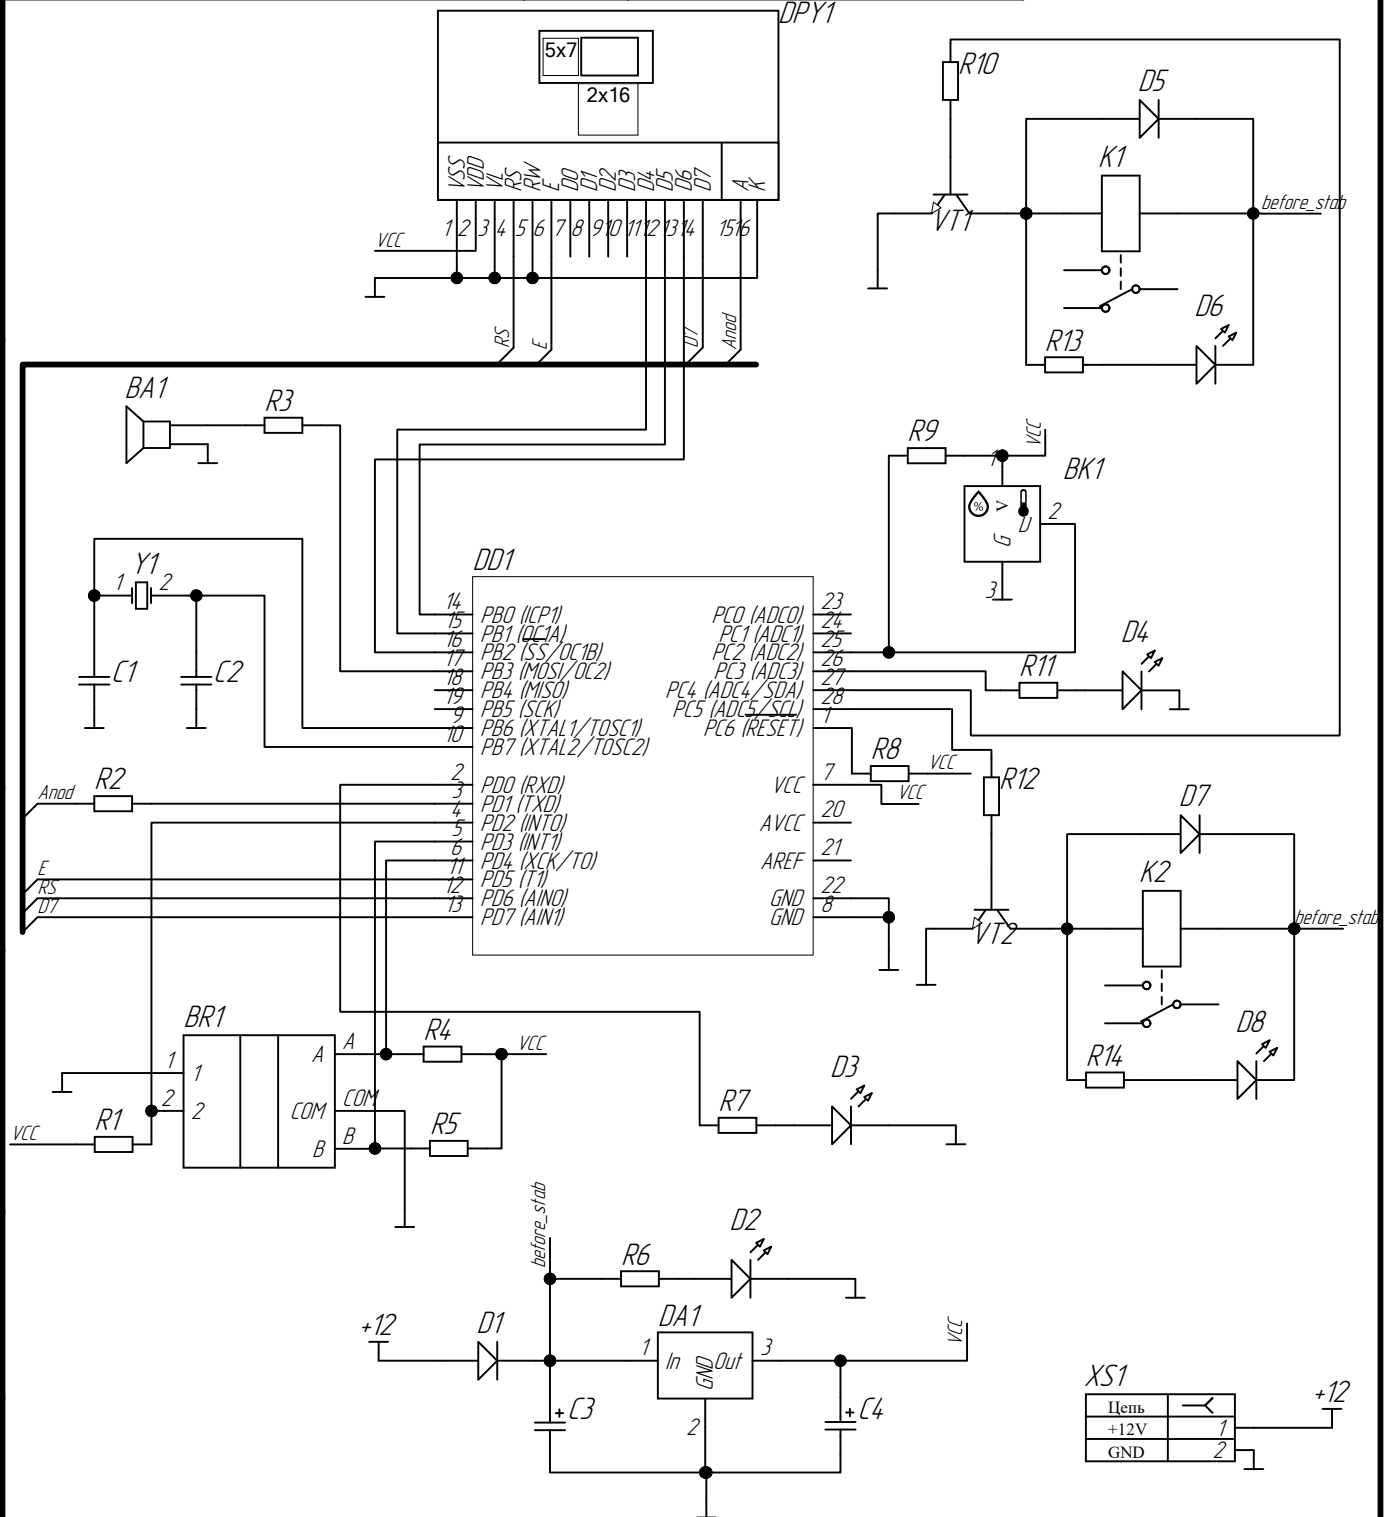 DPY1
5x7
2x16
VSS
VDD
VL
RS
RW
E
D0
D1
D2
D3
D4
D5
D6
D7
A
K
1 2 3 4 5 6 7 8 9 10 11 12 13 14 15 16
VCC
RS
E
D7
Anod
R10
D5
K1
before_stab
VT1
D6
R13
BA1
R3
R9
VCC
1
BK1
%
V
D
G
2
3
Y1
1
2
C1
C2
DD1
14 PB0 (ICP1)
15 PB1 (OC1A)
16 PB2 (SS/OC1B)
17 PB3 (MOSI/OC2)
18 PB4 (MISO)
19 PB5 (SCK)
9 PB6 (XTAL1/TOSC1)
10 PB7 (XTAL2/TOSC2)
2 PD0 (RXD)
3 PD1 (TXD)
4 PD2 (INT0)
5 PD3 (INT1)
6 PD4 (XCK/T0)
11 PD5 (T1)
12 PD6 (AIN0)
13 PD7 (AIN1)
PC0 (ADC0) 23
PC1 (ADC1) 24
PC2 (ADC2) 25
PC3 (ADC3) 26
PC4 (ADC4/SDA) 27
PC5 (ADC5/SCL) 28
PC6 (RESET) 1
VCC 7
AVCC 20
AREF 21
GND 22
GND 8
D4
R11
R8
VCC
VCC
R12
Anod
R2
E
RS
D7
D7
K2
before_stab
VT2
D8
R14
BR1
1
1
2
2
A
A
COM
COM
B
B
R1
VCC
R4
VCC
R5
R7
D3
before_stab
R6
D2
+12
D1
DA1
1
In
GND
Out
3
2
VCC
+
C3
+
C4
XS1
Цепь
+12V 1
GND 2
+12